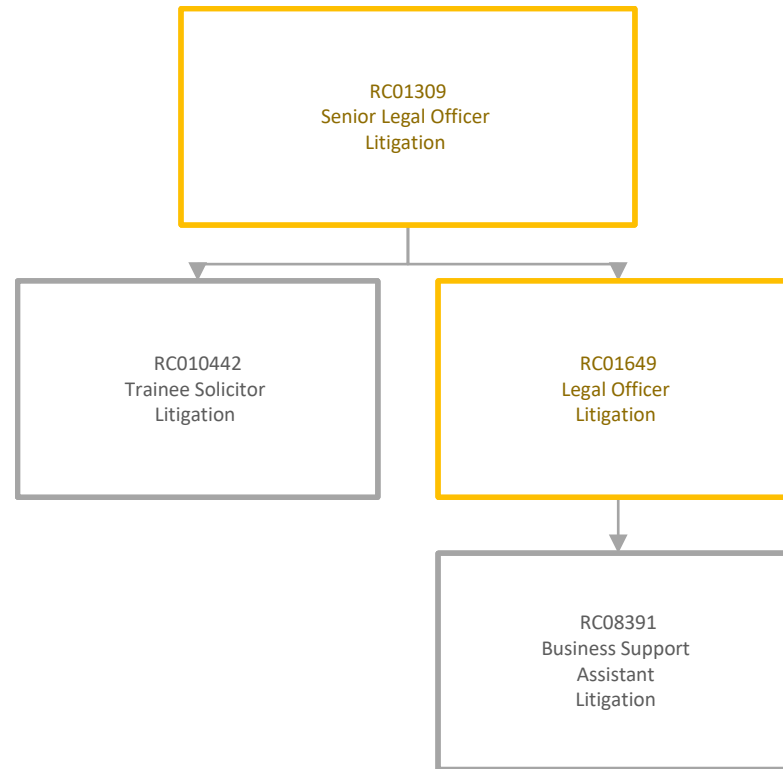 RC01309
Senior Legal Officer
Litigation
RC010442
Trainee Solicitor
Litigation
RC01649
Legal Officer
Litigation
RC08391
Business Support
Assistant
Litigation